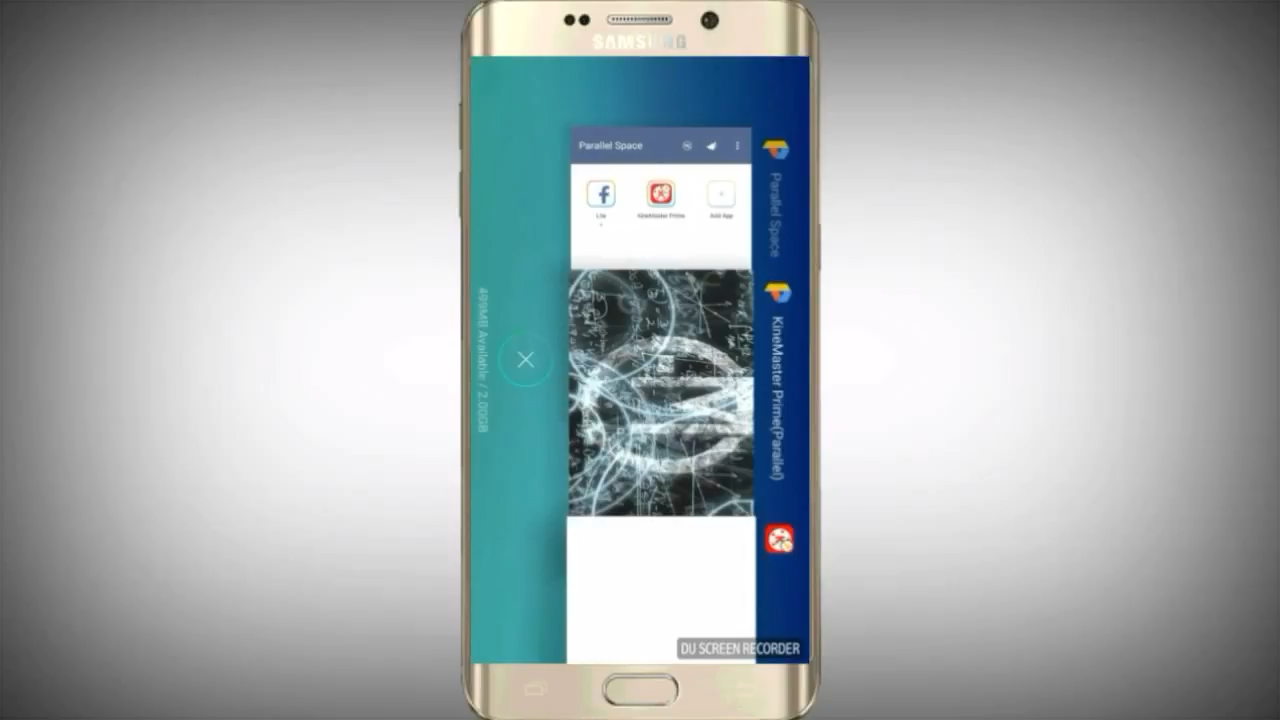 SAMSUNG
Parallel Space
Lite
KineMaster Prime
Add App
Parallel Space
KineMaster Prime(Parallel)
499MB Available / 2.00GB
DU SCREEN RECORDER